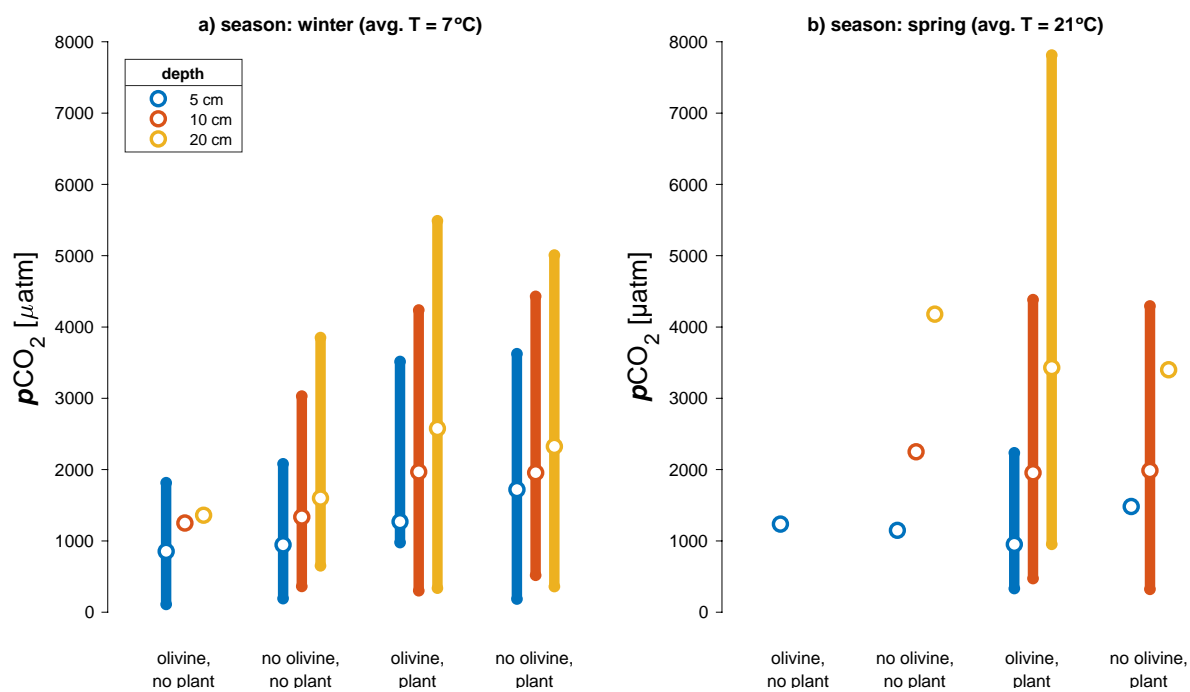 a) season: winter (avg. T = 7°C)
8000
7000
6000
5000
4000
3000
2000
1000
0
pCO2 [μatm]
depth
5 cm
10 cm
20 cm
olivine,
no plant
no olivine,
no plant
olivine,
plant
no olivine,
plant
b) season: spring (avg. T = 21°C)
8000
7000
6000
5000
4000
3000
2000
1000
0
pCO2 [µatm]
olivine,
no plant
no olivine,
no plant
olivine,
plant
no olivine,
plant